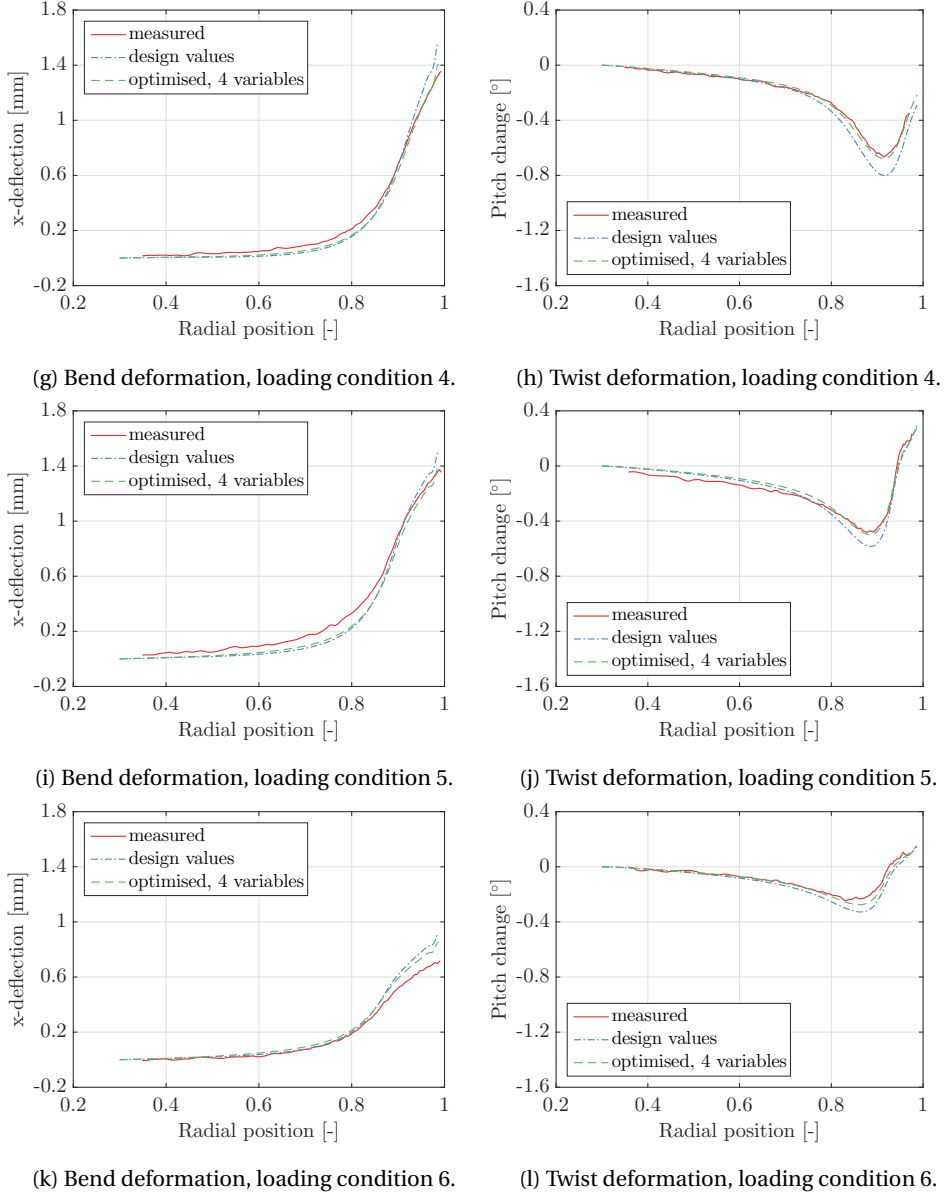 1.8
1.4
1
0.6
0.2
-0.2
x-deflection [mm]
measured
design values
optimised, 4 variables
0.2 0.4 0.6 0.8 1
Radial position [-]
(g) Bend deformation, loading condition 4.
0
-0.4
-0.8
-1.2
-1.6
Pitch change [°]
measured
design values
optimised, 4 variables
0.2 0.4 0.6 0.8 1
Radial position [-]
(h) Twist deformation, loading condition 4.
1.8
1.4
1
0.6
0.2
-0.2
x-deflection [mm]
measured
design values
optimised, 4 variables
0.2 0.4 0.6 0.8 1
Radial position [-]
(i) Bend deformation, loading condition 5.
0.4
0
-0.4
-0.8
-1.2
-1.6
Pitch change [°]
measured
design values
optimised, 4 variables
0.2 0.4 0.6 0.8 1
Radial position [-]
(j) Twist deformation, loading condition 5.
1.8
1.4
1
0.6
0.2
-0.2
x-deflection [mm]
measured
design values
optimised, 4 variables
0.2 0.4 0.6 0.8 1
Radial position [-]
(k) Bend deformation, loading condition 6.
0.4
0
-0.4
-0.8
-1.2
-1.6
Pitch change [°]
measured
design values
optimised, 4 variables
0.2 0.4 0.6 0.8 1
Radial position [-]
(l) Twist deformation, loading condition 6.